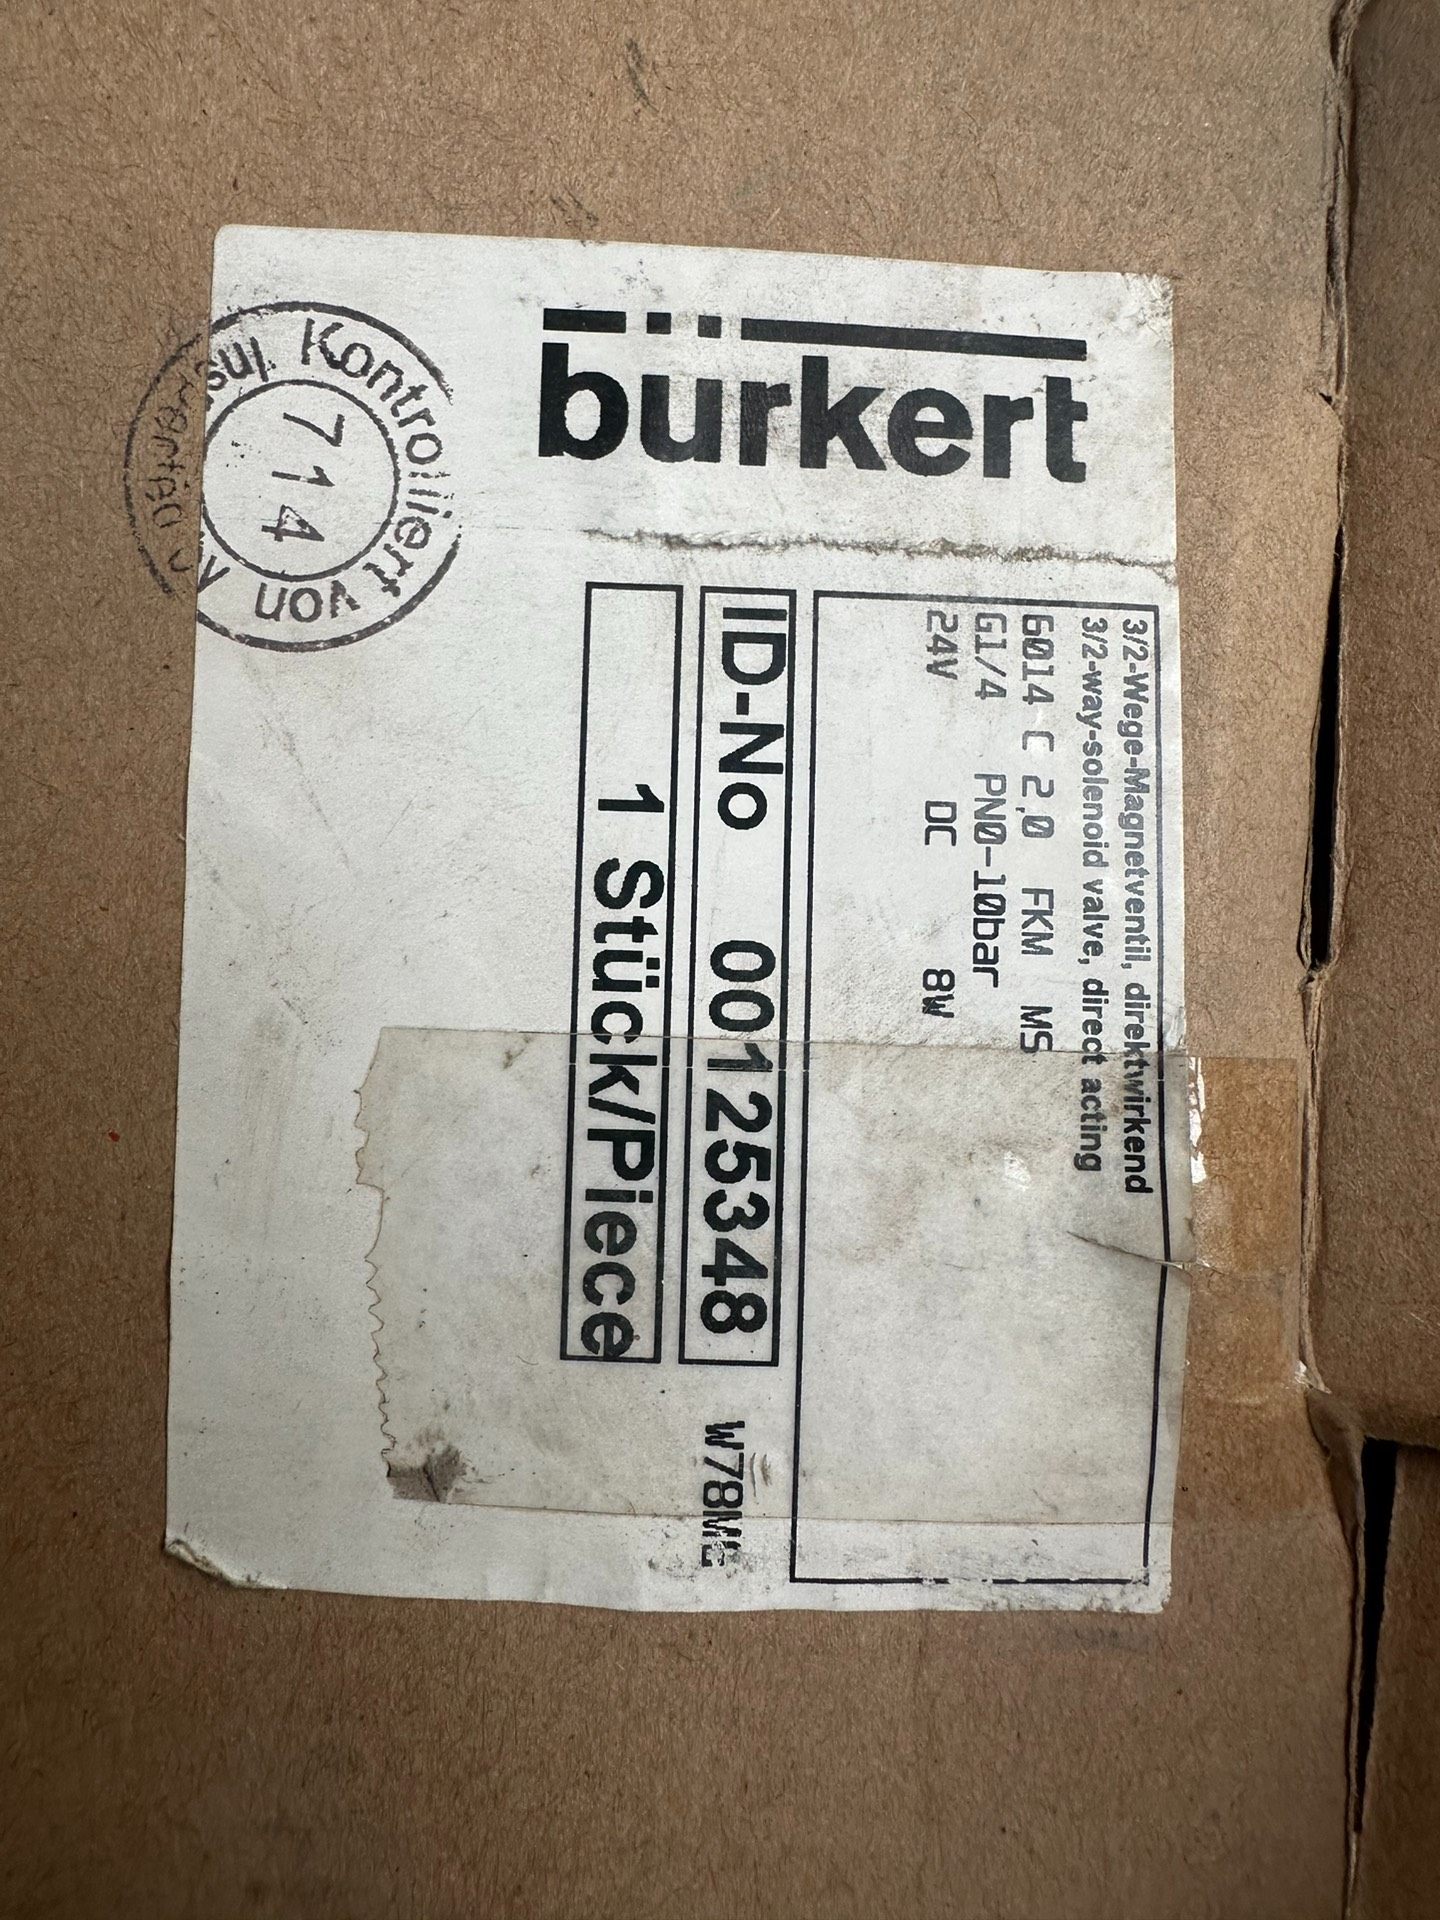 bürkert
3/2-Wege-Magnetventil, direktwirkend
3/2-way-solenoid valve, direct acting
6014 C 2,0 FKM MS
G1/4 PN0-10bar
24V DC 8W
ID-No 00125348
1 Stück/Piece
Kontrolliert von
714